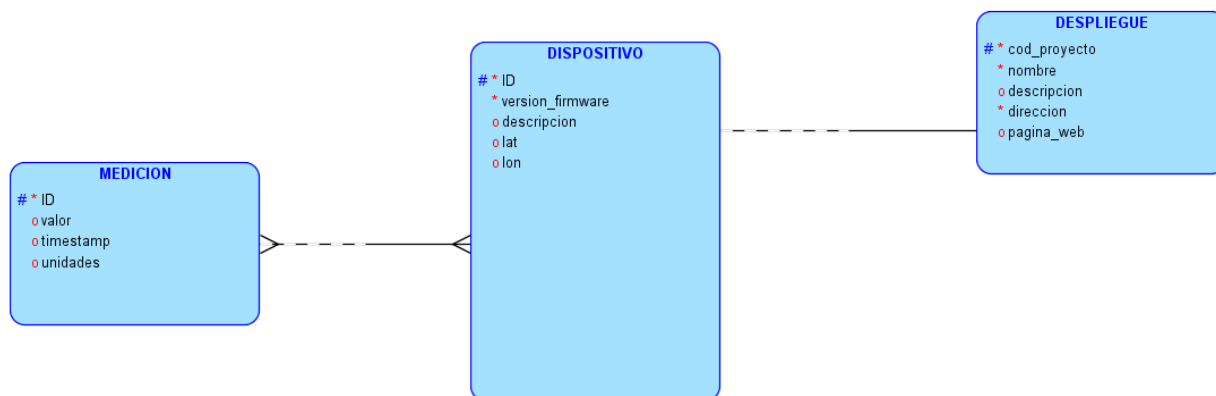 MEDICION
# * ID
o valor
o timestamp
o unidades
DISPOSITIVO
# * ID
* version_firmware
o descripcion
o lat
o lon
DESPLIEGUE
# * cod_proyecto
* nombre
o descripcion
* direccion
o pagina_web